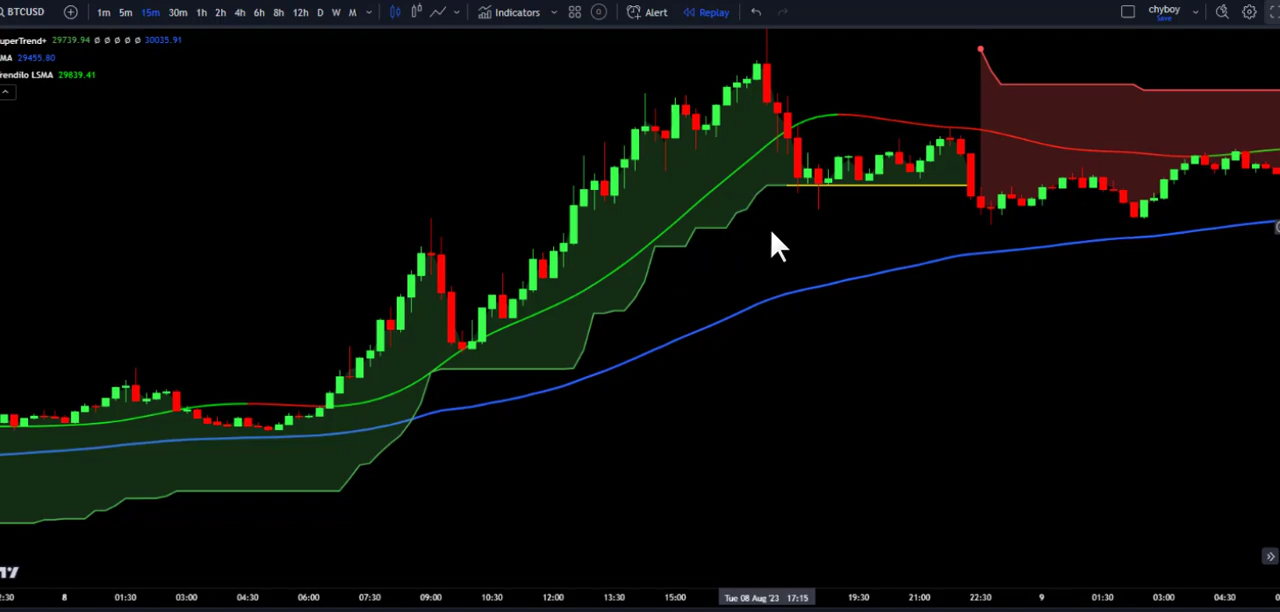 BTCUSD 1m 5m 15m 30m 1h 2h 4h 6h 8h 12h D W M Indicators Alert Replay chyboy
Save
uperTrend+ 29739.94 ø ø ø ø ø 30035.91
MA 29455.80
rendilo LSMA 29839.41
:30 8 01:30 03:00 04:30 06:00 07:30 09:00 10:30 12:00 13:30 15:00 Tue 08 Aug '23 17:15 19:30 21:00 22:30 9 01:30 03:00 04:30